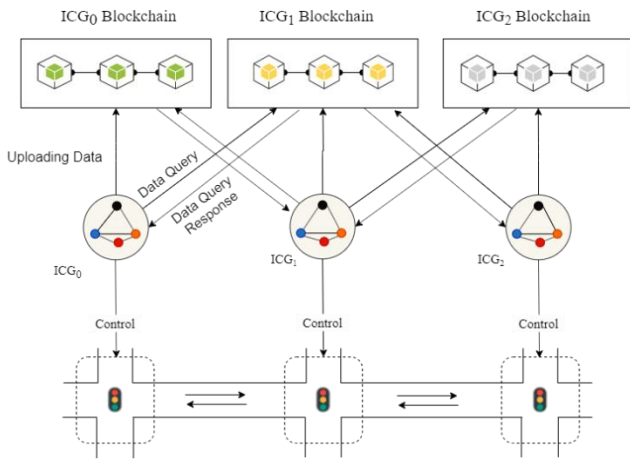 ICG₀ Blockchain
ICG₁ Blockchain
ICG₂ Blockchain
Uploading Data
Data Query
Data Query
Response
ICG₀
ICG₁
ICG₂
Control
Control
Control